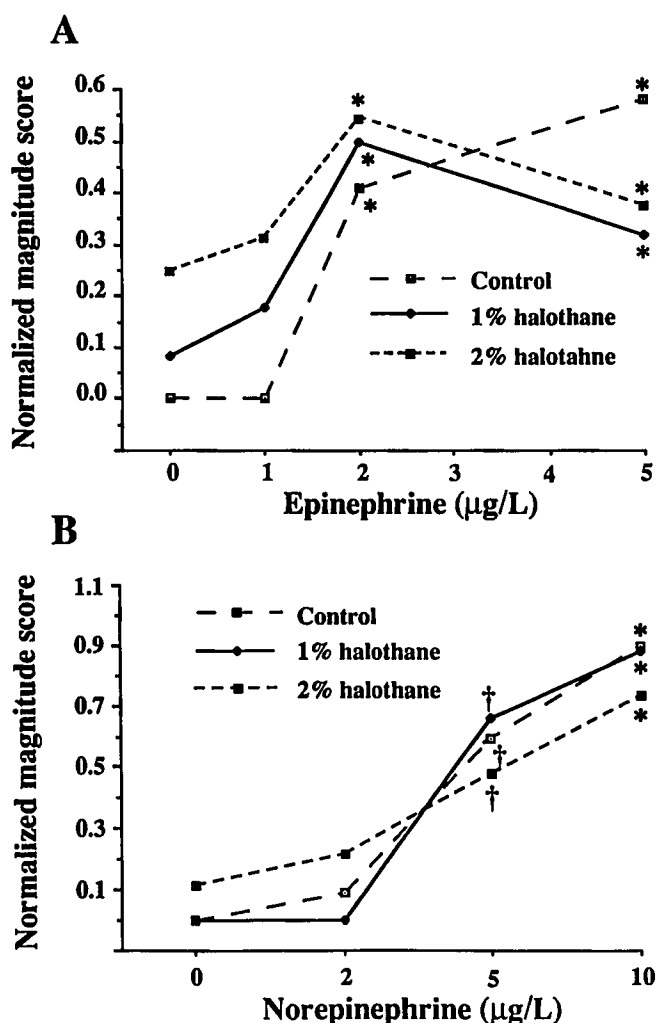 A
Normalized magnitude score
0.6
0.5
0.4
0.3
0.2
0.1
0.0
*
*
*
*
*
*
Control
1% halothane
2% halotahne
0 1 2 3 4 5
Epinephrine (µg/L)
B
Normalized magnitude score
1.1
0.9
0.7
0.5
0.3
0.1
Control
1% halothane
2% halothane
†
†
†
*
*
*
0 2 5 10
Norepinephrine (µg/L)